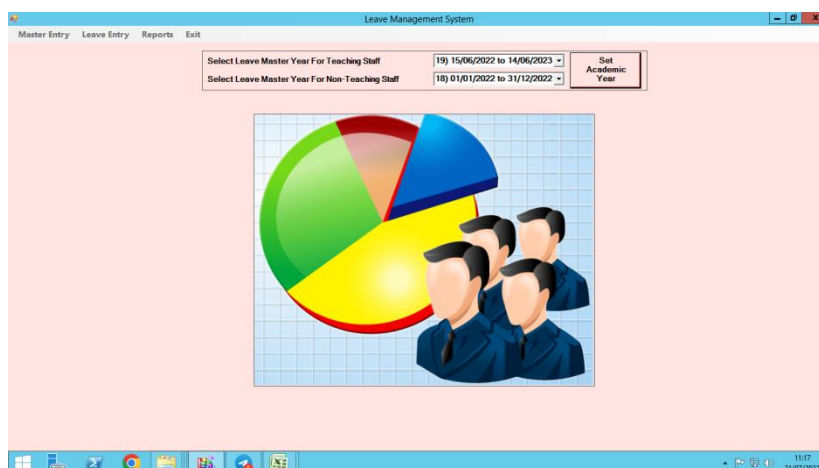 Leave Management System
Master Entry Leave Entry Reports Exit
Select Leave Master Year For Teaching Staff 19) 15/06/2022 to 14/06/2023
Select Leave Master Year For Non-Teaching Staff 18) 01/01/2022 to 31/12/2022
Set
Academic
Year
11:17